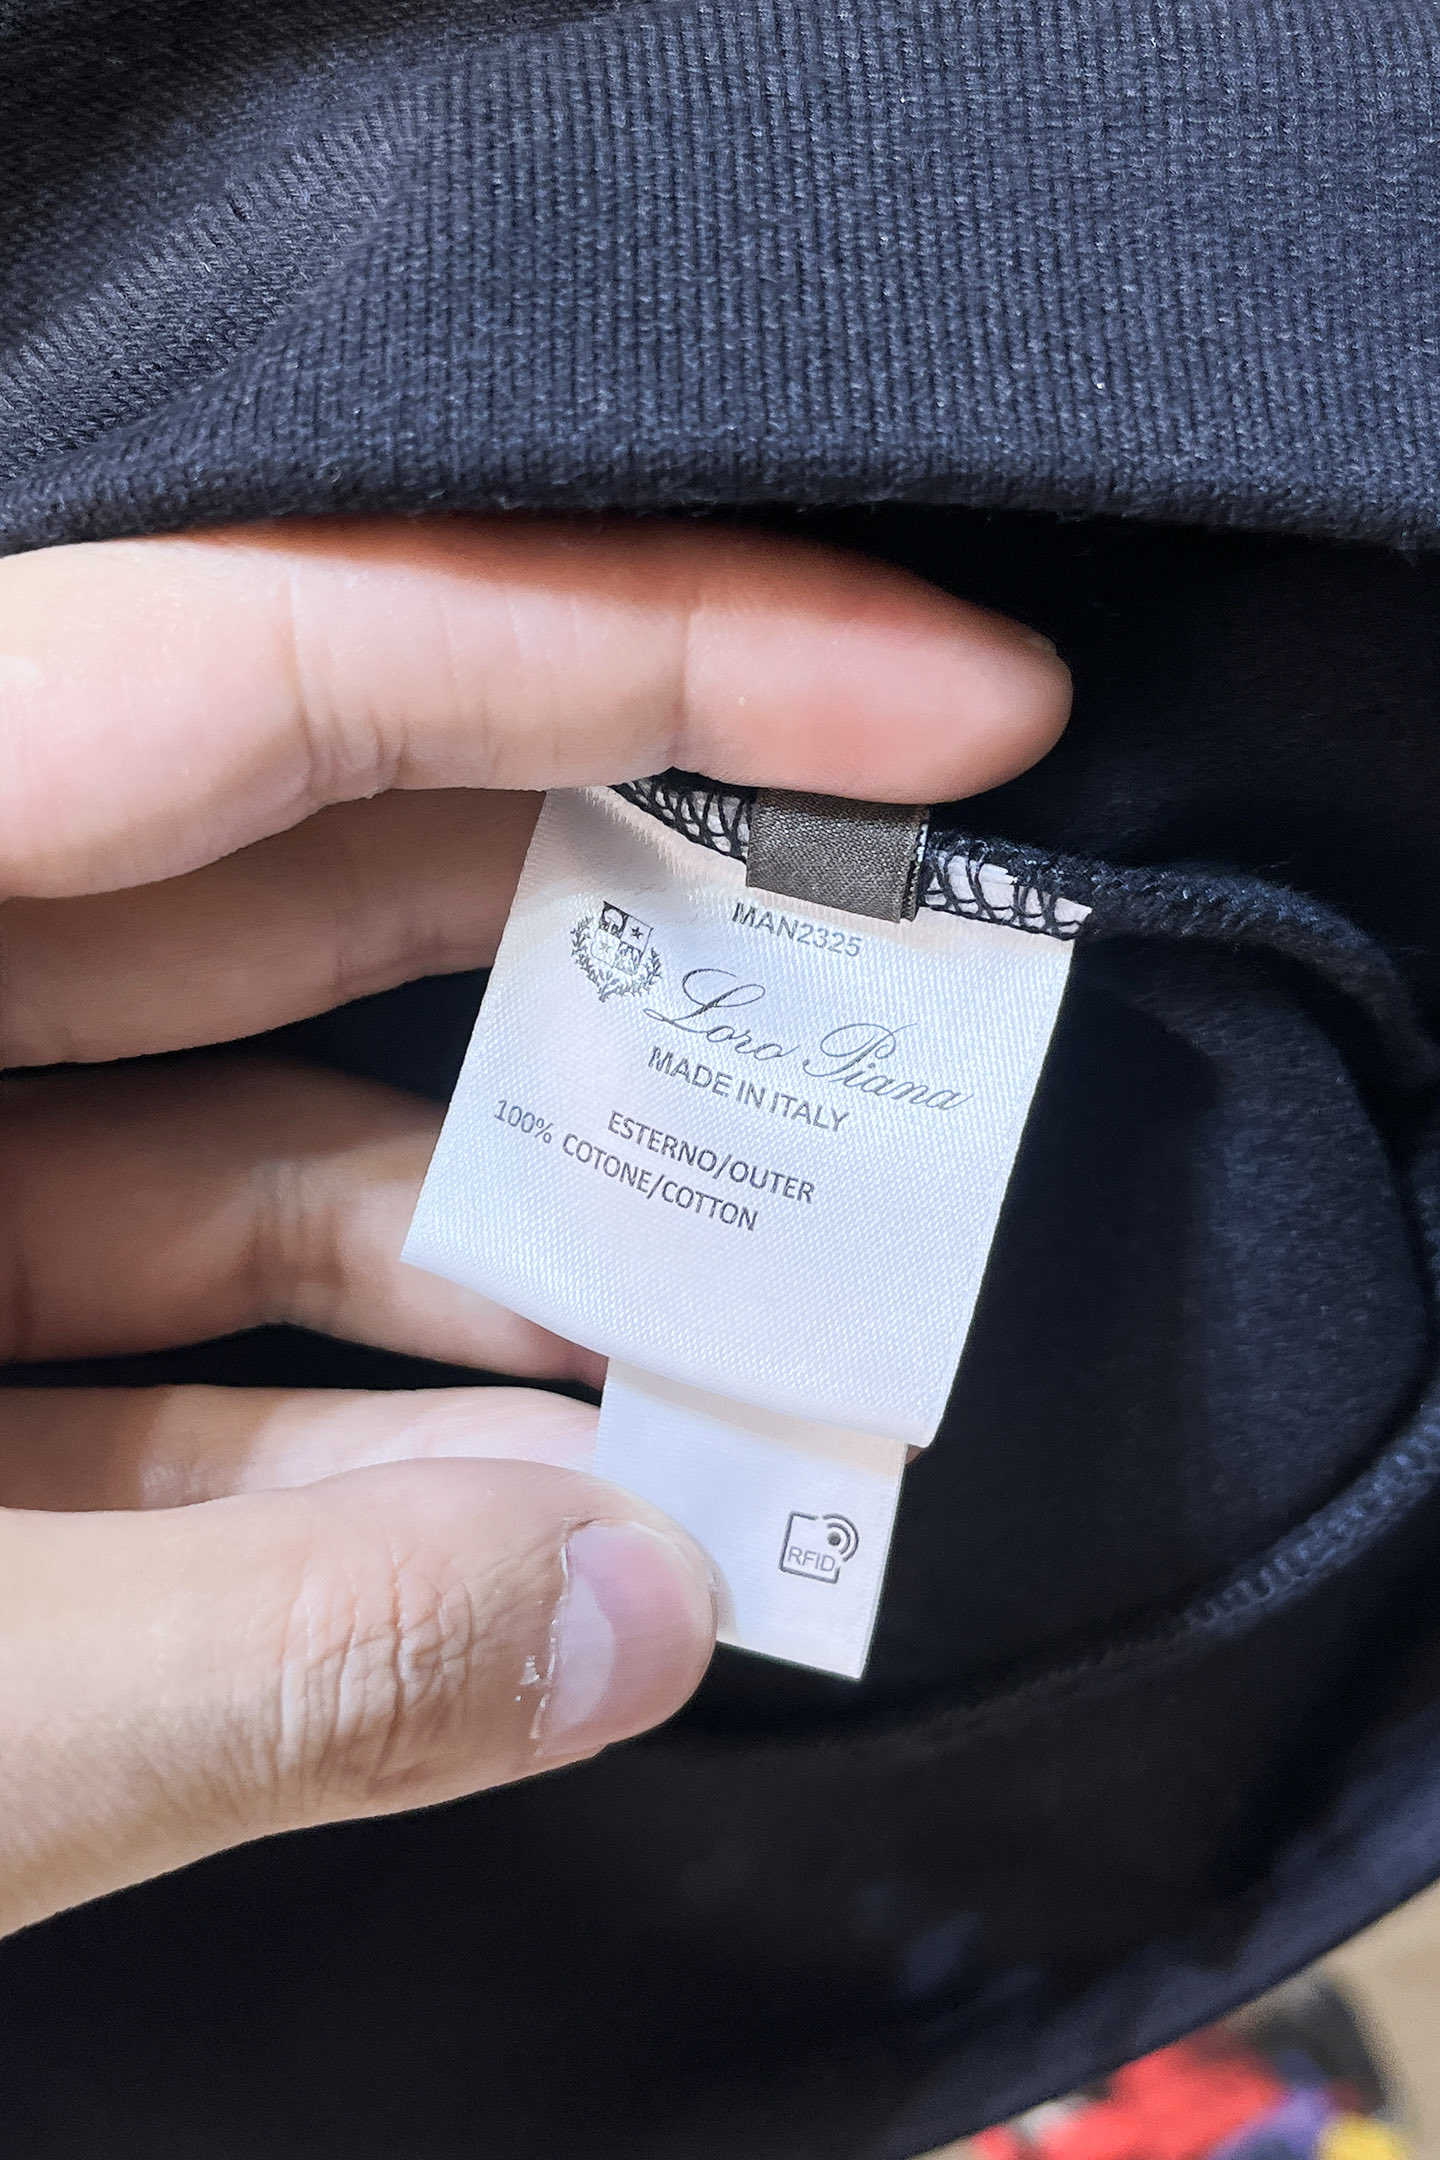 MAN2325
Loro Piana
MADE IN ITALY
ESTERNO/OUTER
100% COTONE/COTTON
RFID